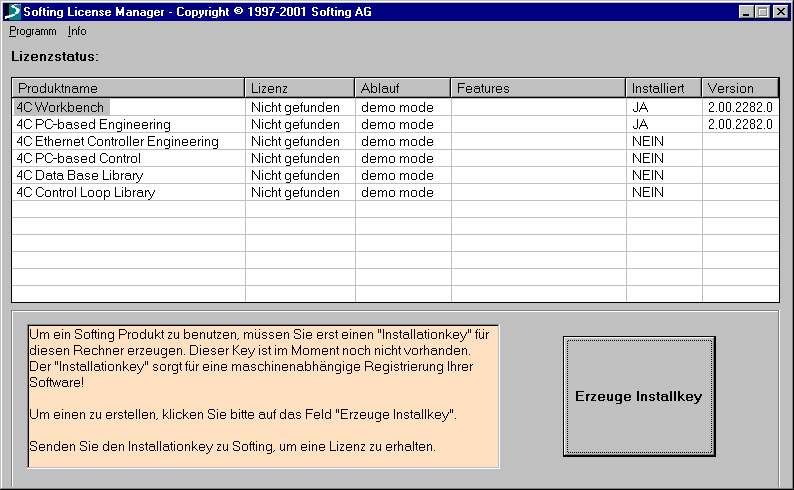 Softing License Manager - Copyright © 1997-2001 Softing AG
Programm Info
Lizenzstatus:
Produktname Lizenz Ablauf Features Installiert Version
4C Workbench Nicht gefunden demo mode JA 2.00.2282.0
4C PC-based Engineering Nicht gefunden demo mode JA 2.00.2282.0
4C Ethernet Controller Engineering Nicht gefunden demo mode NEIN
4C PC-based Control Nicht gefunden demo mode NEIN
4C Data Base Library Nicht gefunden demo mode NEIN
4C Control Loop Library Nicht gefunden demo mode NEIN
Um ein Softing Produkt zu benutzen, müssen Sie erst einen "Installationkey" für
diesen Rechner erzeugen. Dieser Key ist im Moment noch nicht vorhanden.
Der "Installationkey" sorgt für eine maschinenabhängige Registrierung Ihrer
Software!
Um einen zu erstellen, klicken Sie bitte auf das Feld "Erzeuge Installkey".
Senden Sie den Installationkey zu Softing, um eine Lizenz zu erhalten.
Erzeuge Installkey